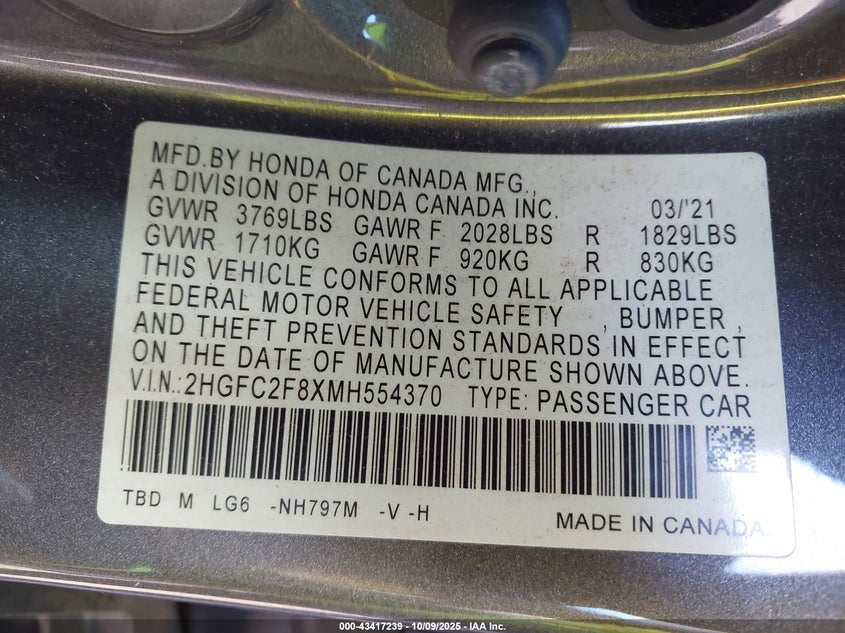 MFD.BY HONDA OF CANADA MFG.,
A DIVISION OF HONDA CANADA INC. 03/'21
GVWR 3769LBS GAWR F 2028LBS R 1829LBS
GVWR 1710KG GAWR F 920KG R 830KG
THIS VEHICLE CONFORMS TO ALL APPLICABLE
FEDERAL MOTOR VEHICLE SAFETY , BUMPER ,
AND THEFT PREVENTION STANDARDS IN EFFECT
ON THE DATE OF MANUFACTURE SHOWN ABOVE.
V.I.N.:2HGFC2F8XMH554370 TYPE: PASSENGER CAR
TBD M LG6 -NH797M -V -H
MADE IN CANADA
000-43417239 - 10/09/2025 - IAA Inc.